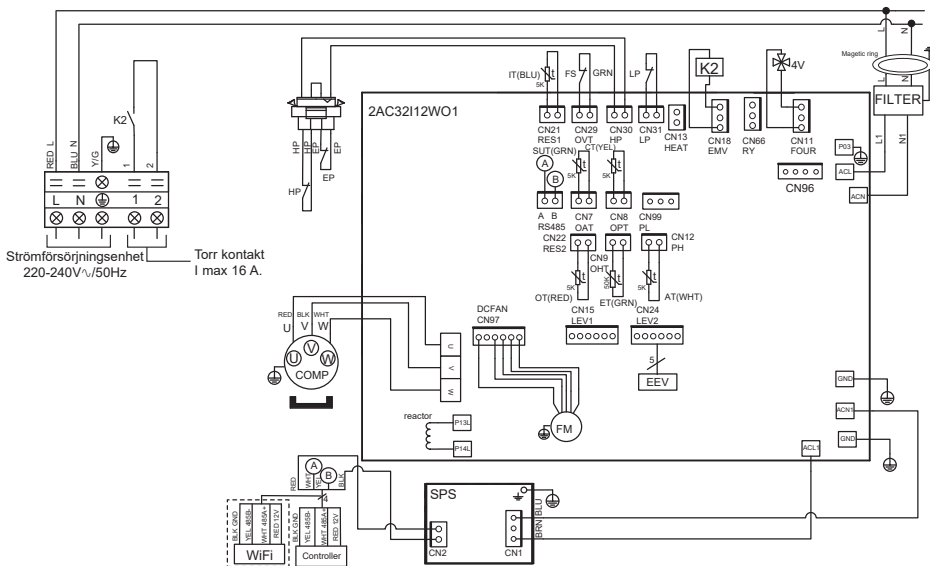 L
N
Magetic ring
FILTER
L1
N1
RED L
BLU N
Y/G
K2
1
2
L N 1 2
Strömförsörjningsenhet
220-240V∿/50Hz
Torr kontakt
I max 16 A.
HP
HP
EP
EP
HP
EP
2AC32I12WO1
IT(BLU)
5K
t
FS
GRN
LP
K2
4V
CN21
RES1
CN29
OVT
CN30
HP
CN31
LP
CN13
HEAT
CN18
EMV
CN66
RY
CN11
FOUR
P03
ACL
ACN
CN96
SUT(GRN)
CT(YEL)
A
B
5K
t
5K
t
A B
RS485
CN7
OAT
CN8
OPT
CN99
PL
CN22
RES2
CN9
OHT
CN12
PH
5K
t
50K
t
5K
t
OT(RED)
ET(GRN)
AT(WHT)
CN15
LEV1
CN24
LEV2
5
EEV
DCFAN
CN97
FM
RED
BLK
WHT
U
V
W
U
V
W
COMP
U
V
W
reactor
P13L
P14L
GND
ACN1
GND
ACL1
RED
WHT
YEL
BLK
A
B
4
BLK GND
YEL 485B-
WHT 485A+
RED 12V
WiFi
BLK GND
YEL 485B-
WHT 485A+
RED 12V
Controller
SPS
CN2
CN1
BRN
BLU